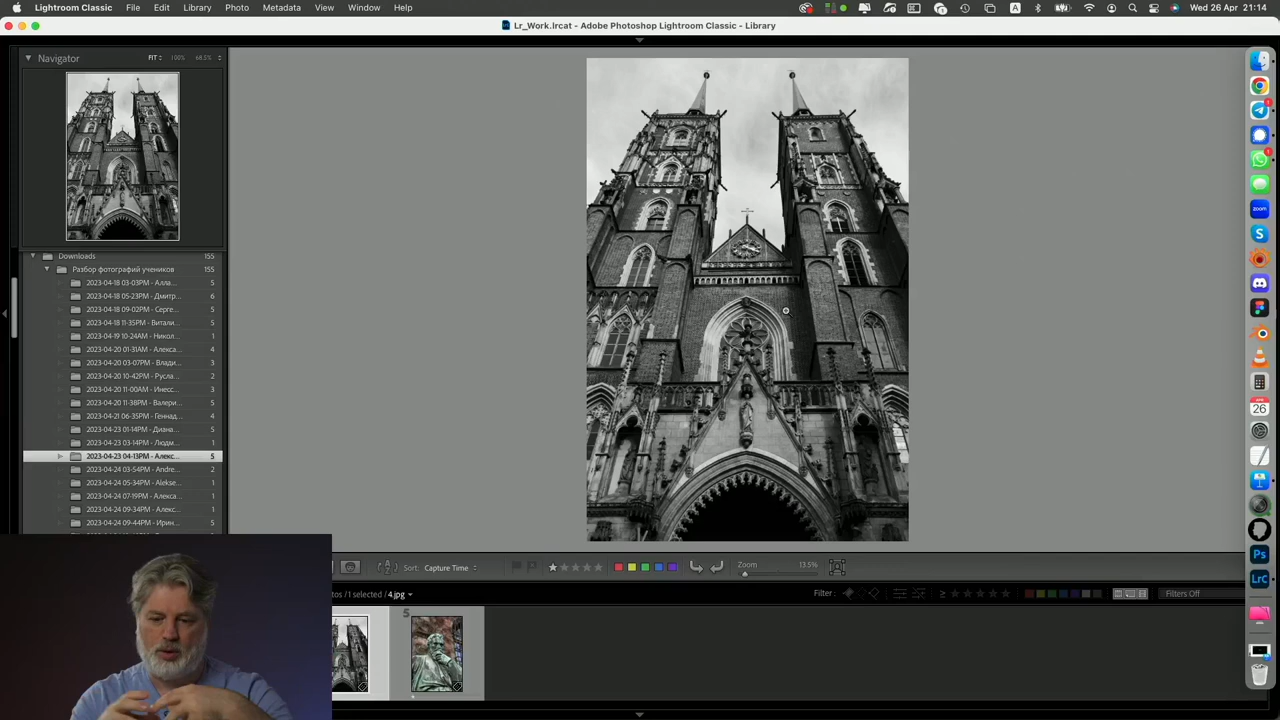 Lightroom Classic File Edit Library Photo Metadata View Window Help Wed 26 Apr 21:14
Lr_Work.lrcat - Adobe Photoshop Lightroom Classic - Library
Navigator FIT 100% 68.5%
Downloads 155
Разбор фотографий учеников 155
2023-04-18 03-03PM - Алла... 5
2023-04-18 05-23PM - Дмитр... 6
2023-04-18 09-02PM - Серге... 5
2023-04-18 11-35PM - Витали... 5
2023-04-19 10-24AM - Никол... 1
2023-04-20 01-31AM - Алекса... 4
2023-04-20 03-07PM - Влади... 2
2023-04-20 10-42PM - Русла... 2
2023-04-20 11-00AM - Инесс... 3
2023-04-20 11-38PM - Валери... 5
2023-04-21 06-35PM - Геннад... 4
2023-04-23 01-14PM - Диана... 5
2023-04-23 03-14PM - Людм... 1
2023-04-23 04-13PM - Алекс... 5
2023-04-24 03-54PM - Andre... 2
2023-04-24 05-34PM - Alekse... 1
2023-04-24 07-19PM - Алекса... 1
2023-04-24 09-34PM - Алекс... 1
2023-04-24 09-44PM - Ирин... 5
Sort: Capture Time Zoom 13.5%
/ 1 selected / 4.jpg Filter: Filters Off
5
zoom
APR
26
Ps
LrC